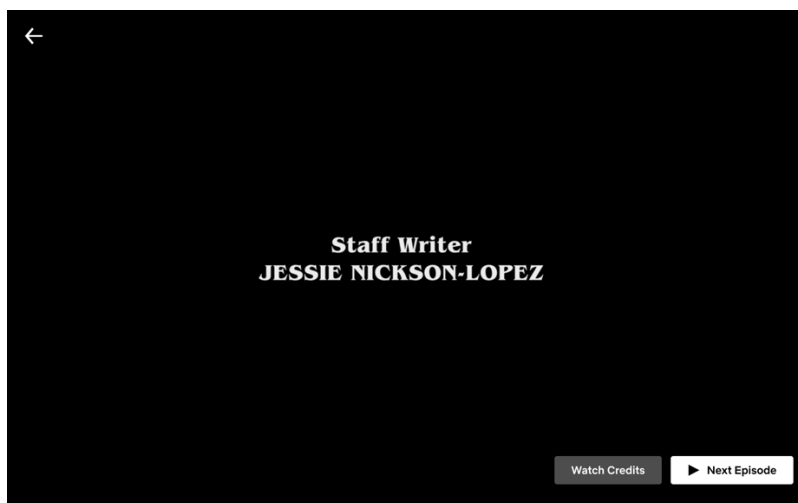 Staff Writer
JESSIE NICKSON-LOPEZ
Watch Credits
Next Episode